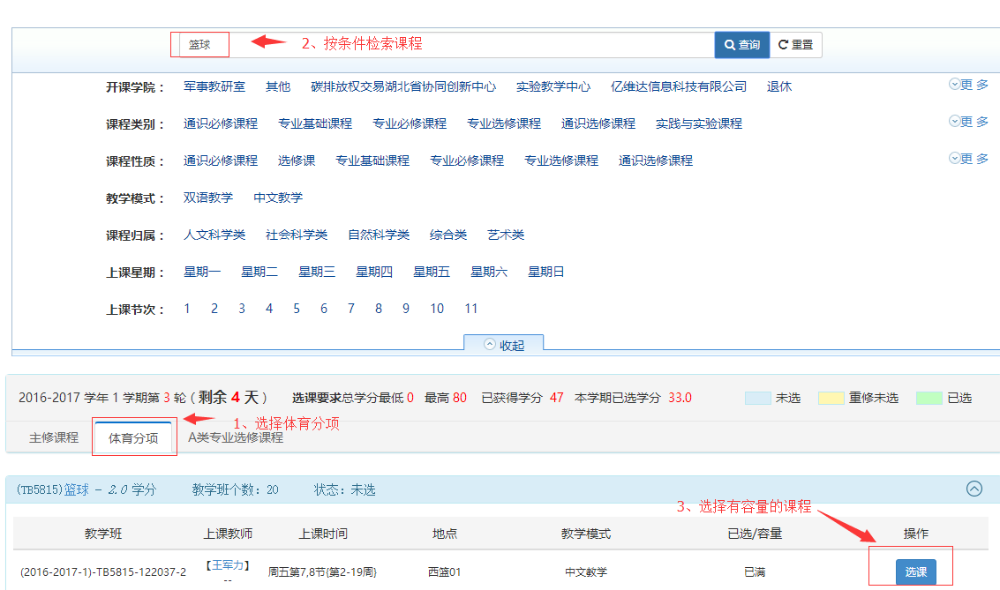 篮球 2、按条件检索课程 查询 重置
开课学院： 军事教研室 其他 碳排放权交易湖北省协同创新中心 实验教学中心 亿维达信息科技有限公司 退休 更 多
课程类别： 通识必修课程 专业基础课程 专业必修课程 专业选修课程 通识选修课程 实践与实验课程 更 多
课程性质： 通识必修课程 选修课 专业基础课程 专业必修课程 专业选修课程 通识选修课程 更 多
教学模式： 双语教学 中文教学
课程归属： 人文科学类 社会科学类 自然科学类 综合类 艺术类
上课星期： 星期一 星期二 星期三 星期四 星期五 星期六 星期日
上课节次： 1 2 3 4 5 6 7 8 9 10 11
收起
2016-2017 学年 1 学期第 3 轮 ( 剩余 4 天 ) 选课要求总学分最低 0 最高 80 已获得学分 47 本学期已选学分 33.0 未选 重修未选 已选
1、选择体育分项
主修课程 体育分项 A类专业选修课程
(TB5815)篮球 - 2.0 学分 教学班个数：20 状态：未选
3、选择有容量的课程
教学班 上课教师 上课时间 地点 教学模式 已选/容量 操作
(2016-2017-1)-TB5815-122037-2 【王军力】 周五第7,8节{第2-19周} 西篮01 中文教学 已满 选课
--